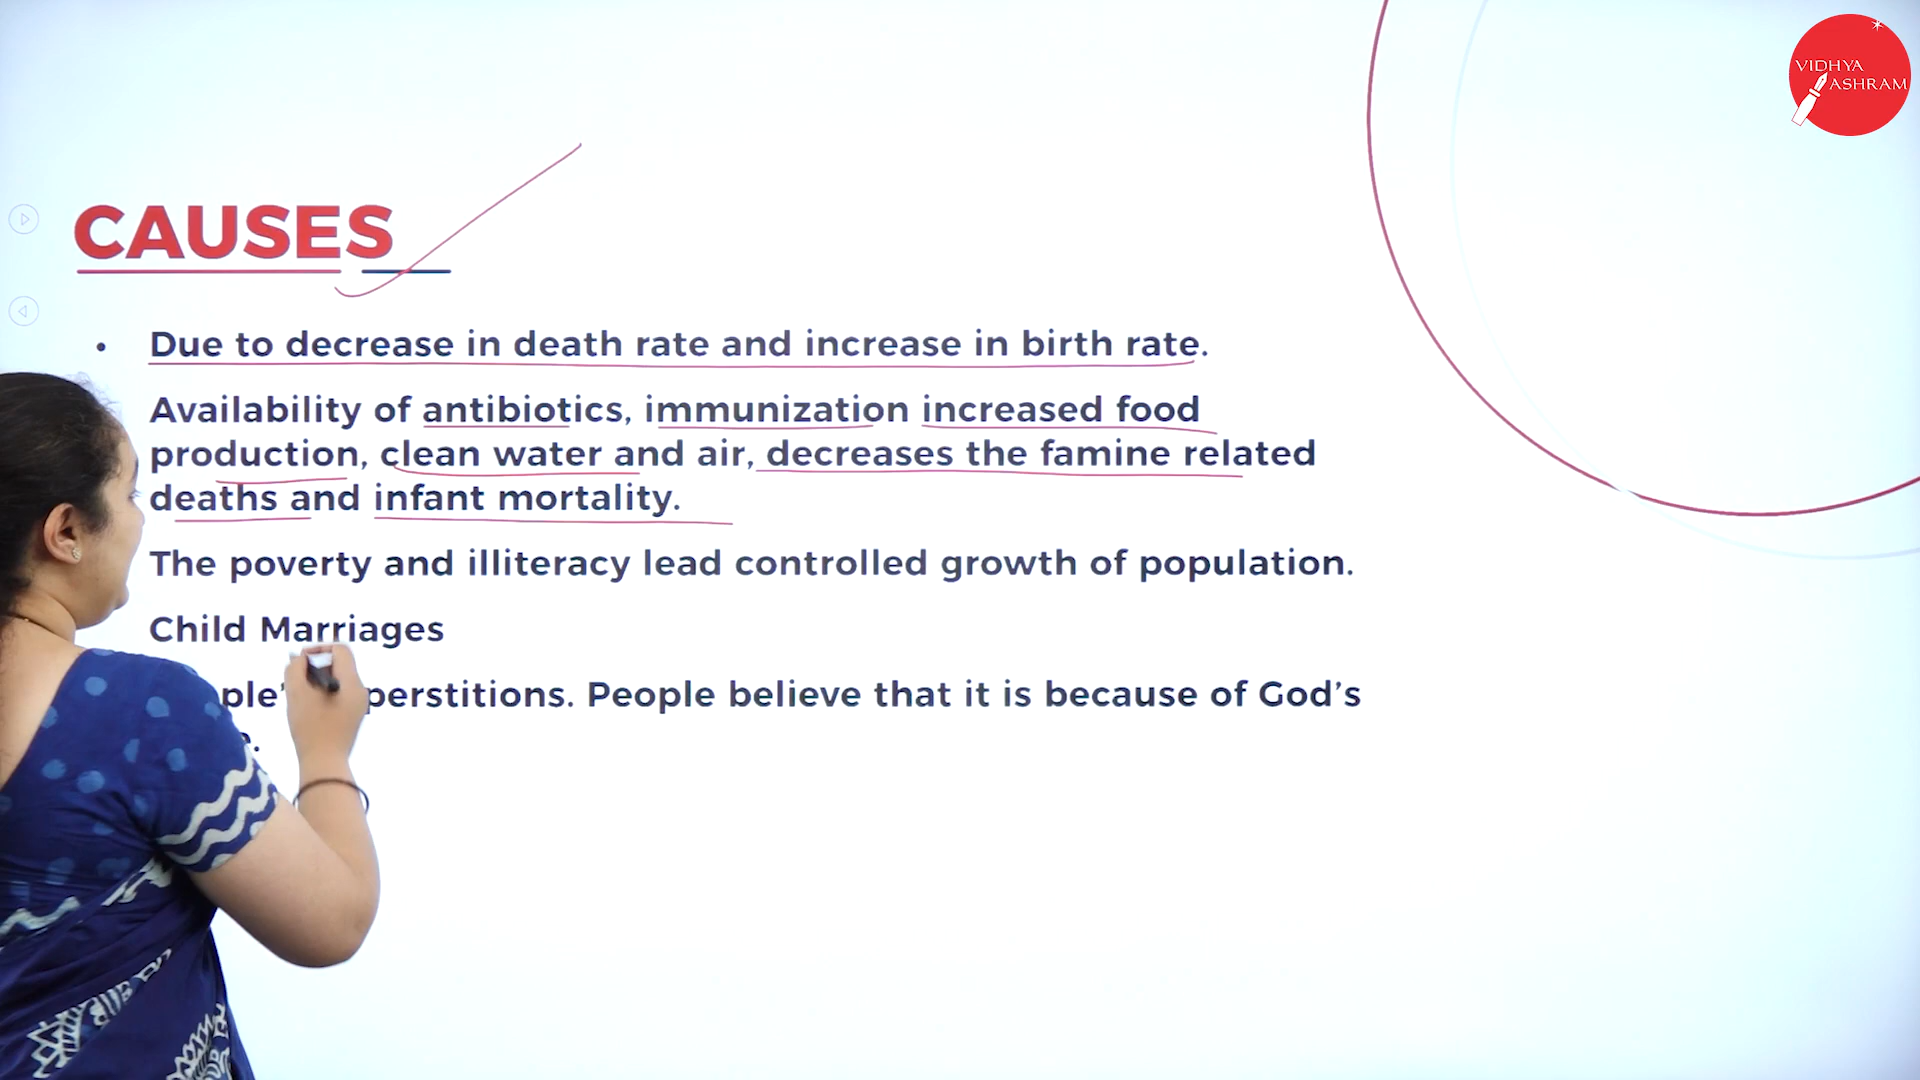 VIDHYA
ASHRAM
CAUSES
• Due to decrease in death rate and increase in birth rate.
Availability of antibiotics, immunization increased food
production, clean water and air, decreases the famine related
deaths and infant mortality.
The poverty and illiteracy lead controlled growth of population.
Child Marriages
perstitions. People believe that it is because of God's